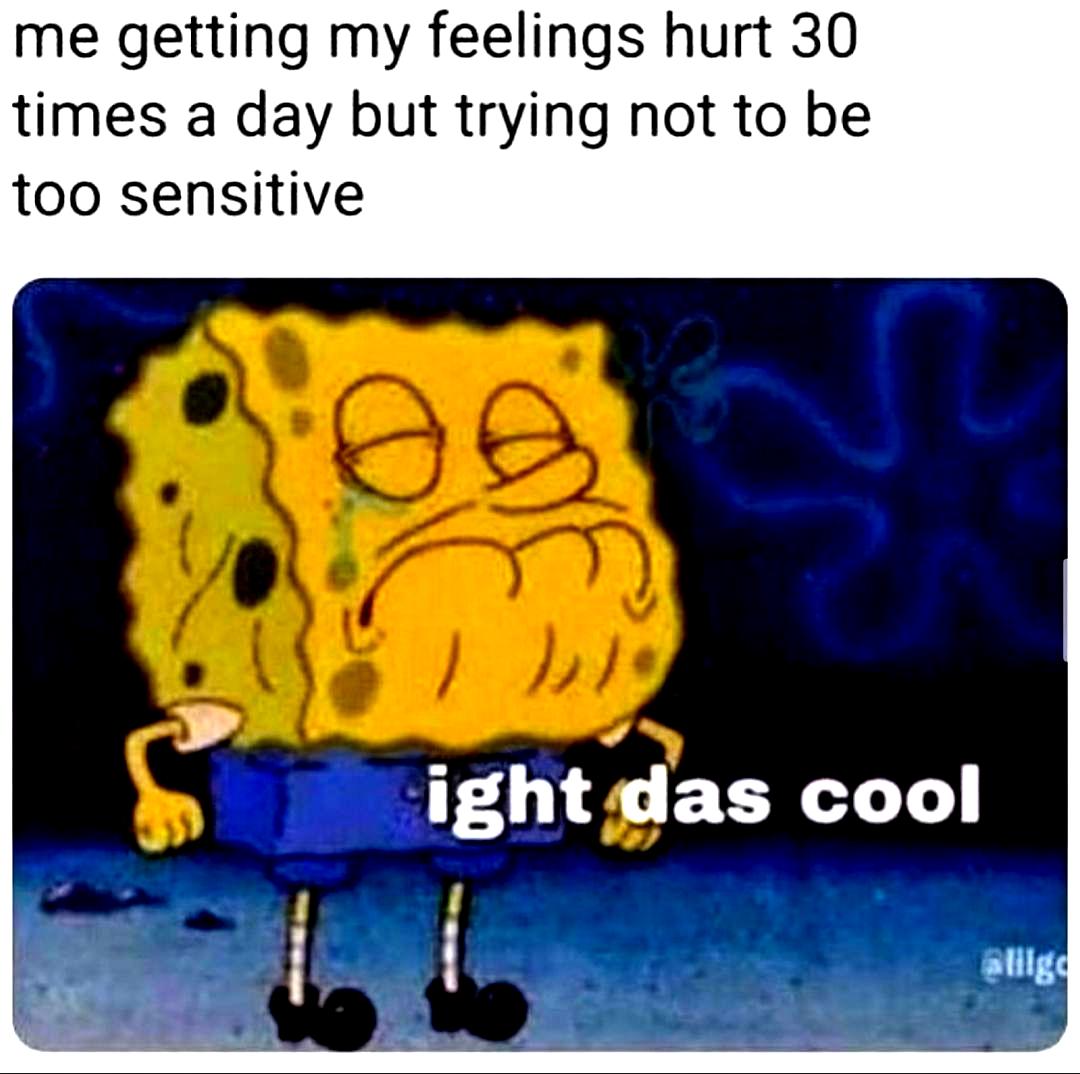 me getting my feelings hurt 30
times a day but trying not to be
too sensitive
ight das cool